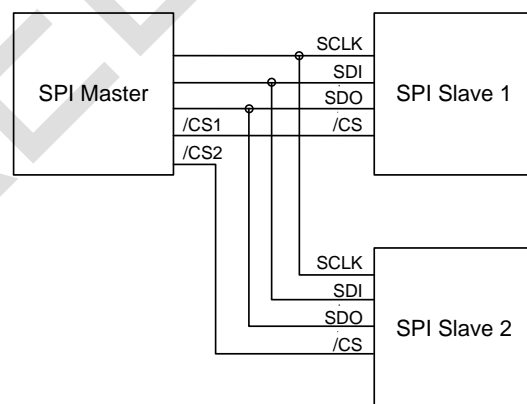 SPI Master
/CS1
/CS2
SCLK
SDI
SDO
/CS
SPI Slave 1
SCLK
SDI
SDO
/CS
SPI Slave 2